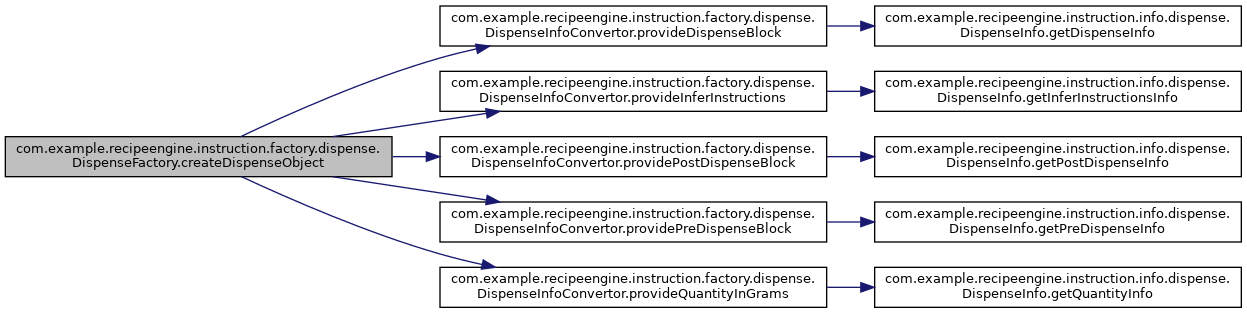 com.example.recipeengine.instruction.factory.dispense.
DispenseFactory.createDispenseObject
com.example.recipeengine.instruction.factory.dispense.
DispenseInfoConvertor.provideDispenseBlock
com.example.recipeengine.instruction.info.dispense.
DispenseInfo.getDispenseInfo
com.example.recipeengine.instruction.factory.dispense.
DispenseInfoConvertor.provideInferInstructions
com.example.recipeengine.instruction.info.dispense.
DispenseInfo.getInferInstructionsInfo
com.example.recipeengine.instruction.factory.dispense.
DispenseInfoConvertor.providePostDispenseBlock
com.example.recipeengine.instruction.info.dispense.
DispenseInfo.getPostDispenseInfo
com.example.recipeengine.instruction.factory.dispense.
DispenseInfoConvertor.providePreDispenseBlock
com.example.recipeengine.instruction.info.dispense.
DispenseInfo.getPreDispenseInfo
com.example.recipeengine.instruction.factory.dispense.
DispenseInfoConvertor.provideQuantityInGrams
com.example.recipeengine.instruction.info.dispense.
DispenseInfo.getQuantityInfo